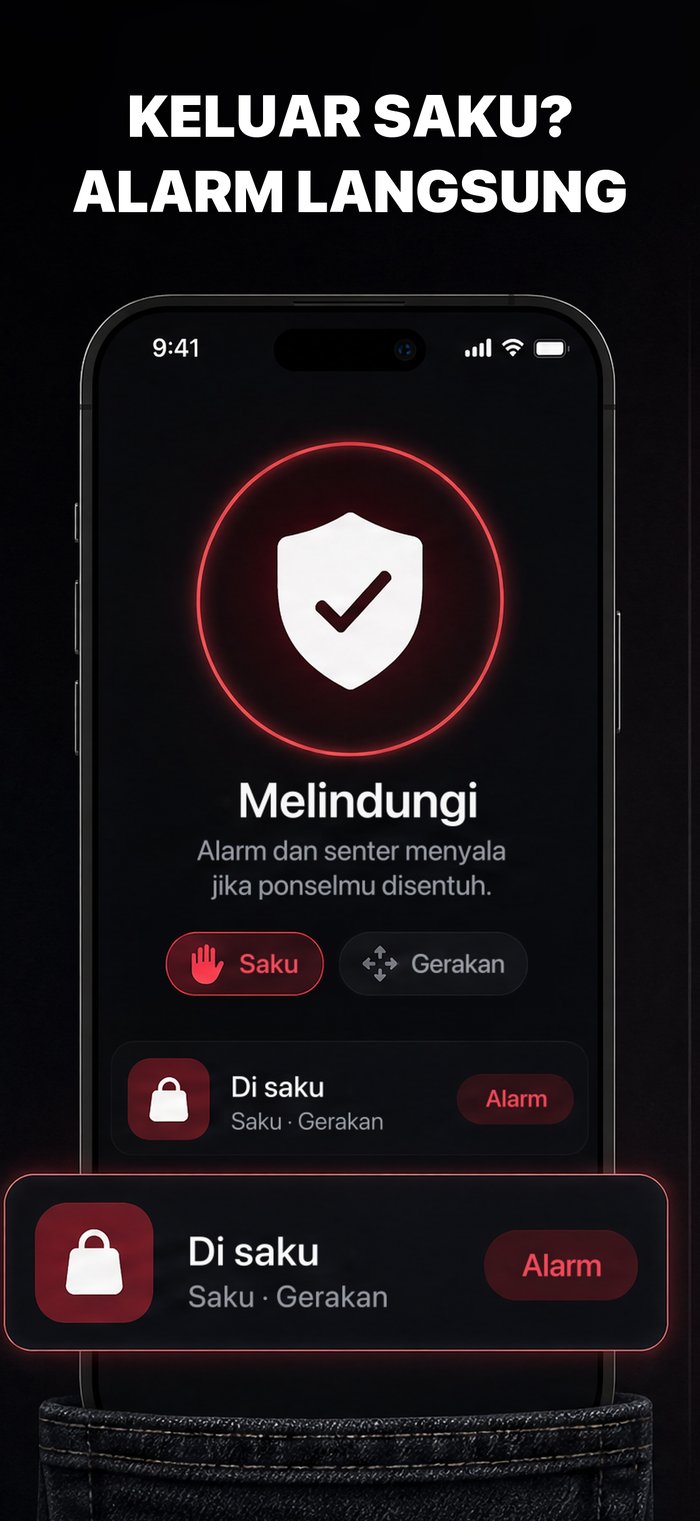 KELUAR SAKU?
ALARM LANGSUNG
9:41
Melindungi
Alarm dan senter menyala
jika ponselmu disentuh.
Saku
Gerakan
Di saku
Saku · Gerakan
Alarm
Di saku
Saku · Gerakan
Alarm